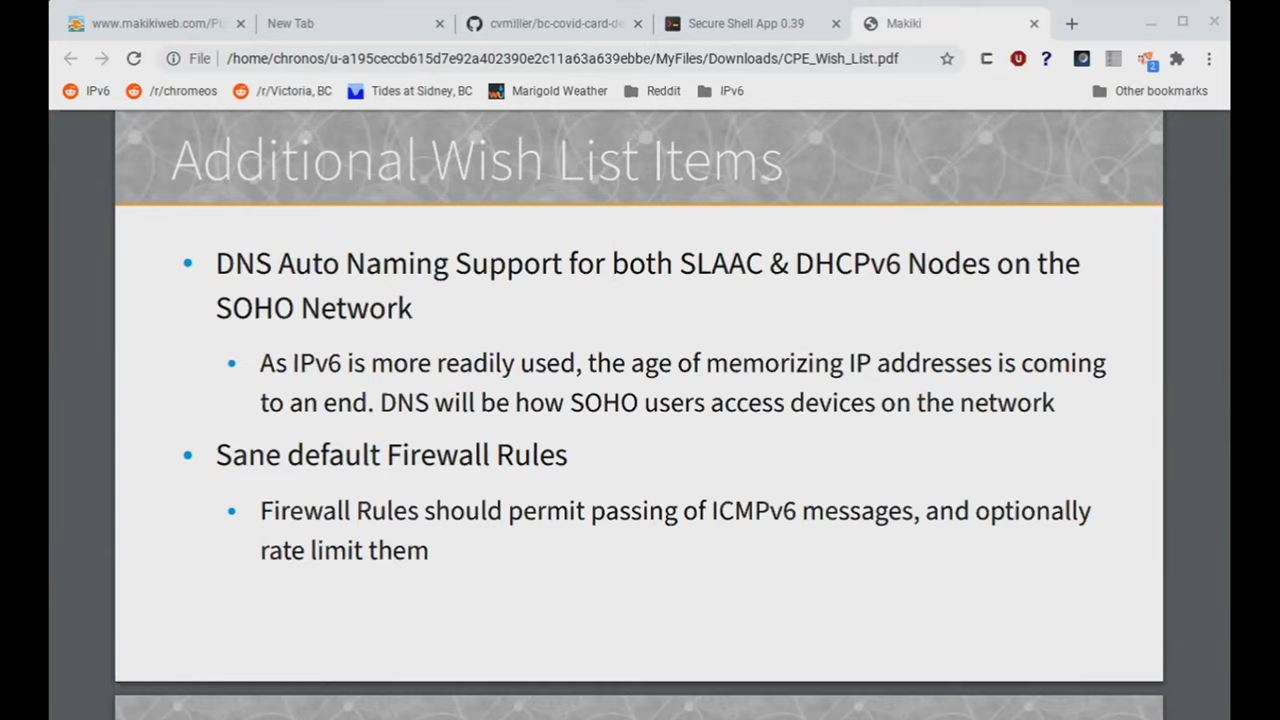 www.makikiweb.com/Pi
New Tab
cvmiller/bc-covid-card-de
Secure Shell App 0.39
Makiki
File
/home/chronos/u-a195cccb615d7e92a402390e2c11a63a639ebbe/MyFiles/Downloads/CPE_Wish_List.pdf
IPv6
/r/chromeos
/r/Victoria, BC
Tides at Sidney, BC
Marigold Weather
Reddit
IPv6
Other bookmarks
Additional Wish List Items
• DNS Auto Naming Support for both SLAAC & DHCPv6 Nodes on the
SOHO Network
• As IPv6 is more readily used, the age of memorizing IP addresses is coming
to an end. DNS will be how SOHO users access devices on the network
• Sane default Firewall Rules
• Firewall Rules should permit passing of ICMPv6 messages, and optionally
rate limit them